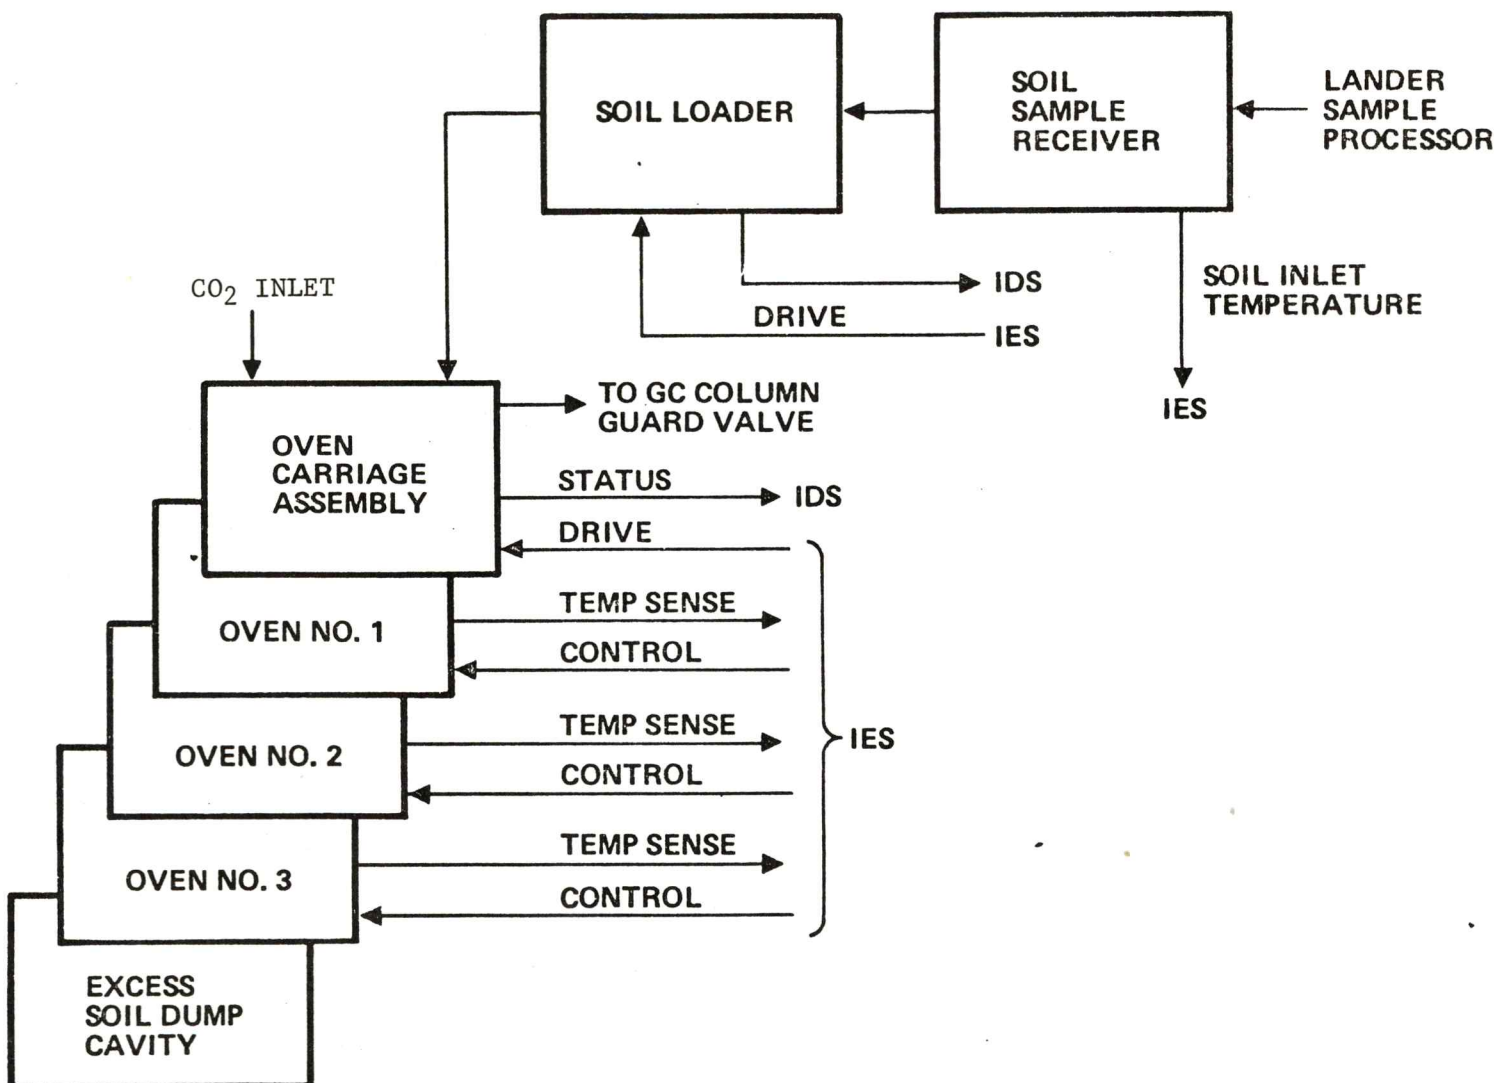 SOIL LOADER
SOIL
SAMPLE
RECEIVER
LANDER
SAMPLE
PROCESSOR
IDS
DRIVE
IES
SOIL INLET
TEMPERATURE
IES
CO2 INLET
TO GC COLUMN
GUARD VALVE
OVEN
CARRIAGE
ASSEMBLY
STATUS
IDS
DRIVE
OVEN NO. 1
TEMP SENSE
CONTROL
OVEN NO. 2
TEMP SENSE
CONTROL
IES
OVEN NO. 3
TEMP SENSE
CONTROL
EXCESS
SOIL DUMP
CAVITY